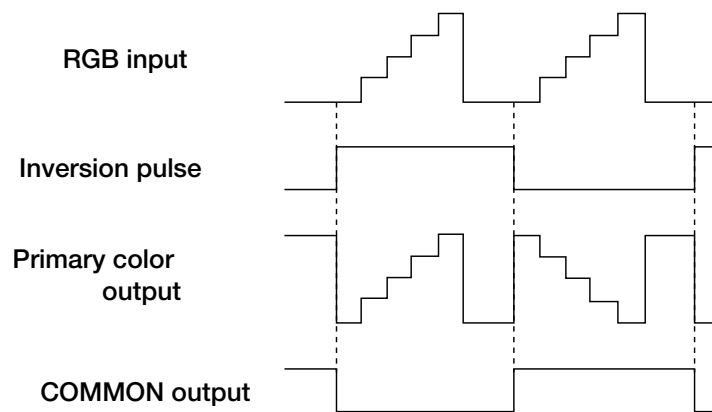 RGB input
Inversion pulse
Primary color
output
COMMON output